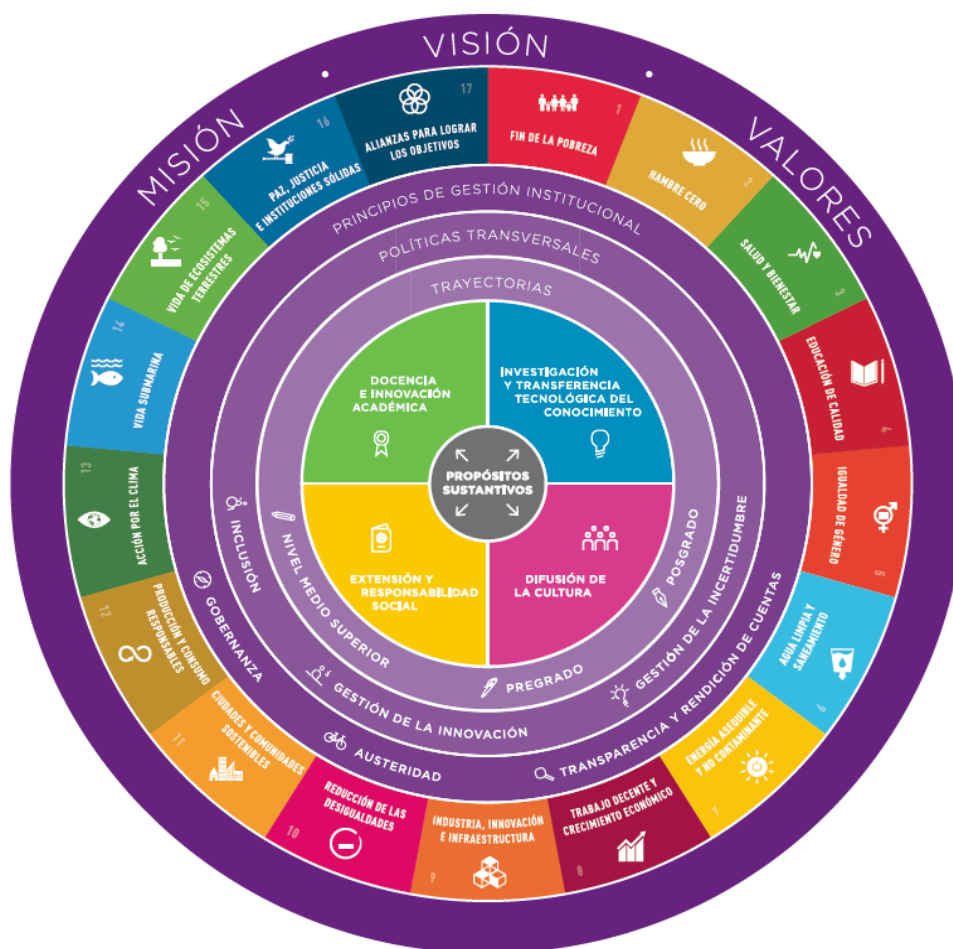 MISIÓN
•
VISIÓN
•
VALORES
1
FIN DE LA POBREZA
2
HAMBRE CERO
3
SALUD Y BIENESTAR
4
EDUCACIÓN DE CALIDAD
5
IGUALDAD DE GÉNERO
6
AGUA LIMPIA Y
SANEAMIENTO
7
ENERGÍA ASEQUIBLE
Y NO CONTAMINANTE
8
TRABAJO DECENTE Y
CRECIMIENTO ECONÓMICO
9
INDUSTRIA, INNOVACIÓN
E INFRAESTRUCTURA
10
REDUCCIÓN DE LAS
DESIGUALDADES
11
CIUDADES Y COMUNIDADES
SOSTENIBLES
12
PRODUCCIÓN Y CONSUMO
RESPONSABLES
13
ACCIÓN POR EL CLIMA
14
VIDA SUBMARINA
15
VIDA DE ECOSISTEMAS
TERRESTRES
16
PAZ, JUSTICIA
E INSTITUCIONES SÓLIDAS
17
ALIANZAS PARA LOGRAR
LOS OBJETIVOS
PRINCIPIOS DE GESTIÓN INSTITUCIONAL
GOBERNANZA
AUSTERIDAD
TRANSPARENCIA Y RENDICIÓN DE CUENTAS
POLÍTICAS TRANSVERSALES
INCLUSIÓN
GESTIÓN DE LA INNOVACIÓN
GESTIÓN DE LA INCERTIDUMBRE
TRAYECTORIAS
NIVEL MEDIO SUPERIOR
PREGRADO
POSGRADO
DOCENCIA
E INNOVACIÓN
ACADÉMICA
INVESTIGACIÓN
Y TRANSFERENCIA
TECNOLÓGICA DEL
CONOCIMIENTO
PROPÓSITOS
SUSTANTIVOS
EXTENSIÓN Y
RESPONSABILIDAD
SOCIAL
DIFUSIÓN DE
LA CULTURA